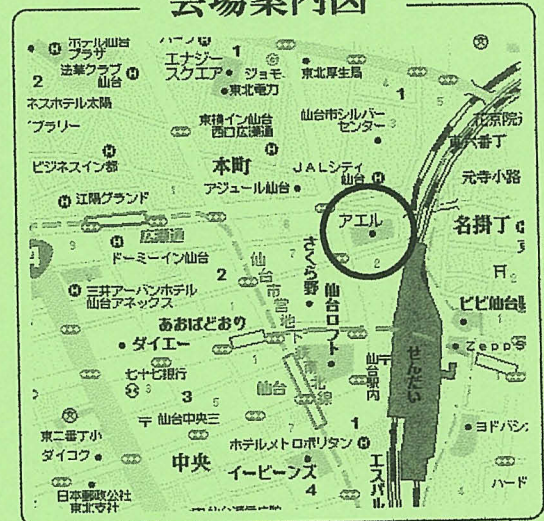 会場案内図
ホテル仙台
プラザ
法華クラブ
仙台
2
ネスホテル太陽
ブラリー
ビジネスイン都
江陽グランド
エナジー
スクエア
1
ジョモ
東北電力
東北厚生局
東横イン仙台
西口広瀬通
仙台市シルバー
センター
1
本町
JALシティ
仙台
アジュール仙台
花京院
元寺小路
名掛丁
アエル
広瀬通
ドーミーイン仙台
2
三井アーバンホテル
仙台アネックス
さくら野
仙台ロフト
仙台市営地下鉄南北線
あおばどおり
ダイエー
七十七銀行
3
仙台
仙台中央三
東二番丁小
ダイコク
中央
日本郵政公社
東北支社
ホテルメトロポリタン
イービーンズ
4
1
エスパル
仙台駅内
せんだい
2
Zepp
ヨドバシ
ハード